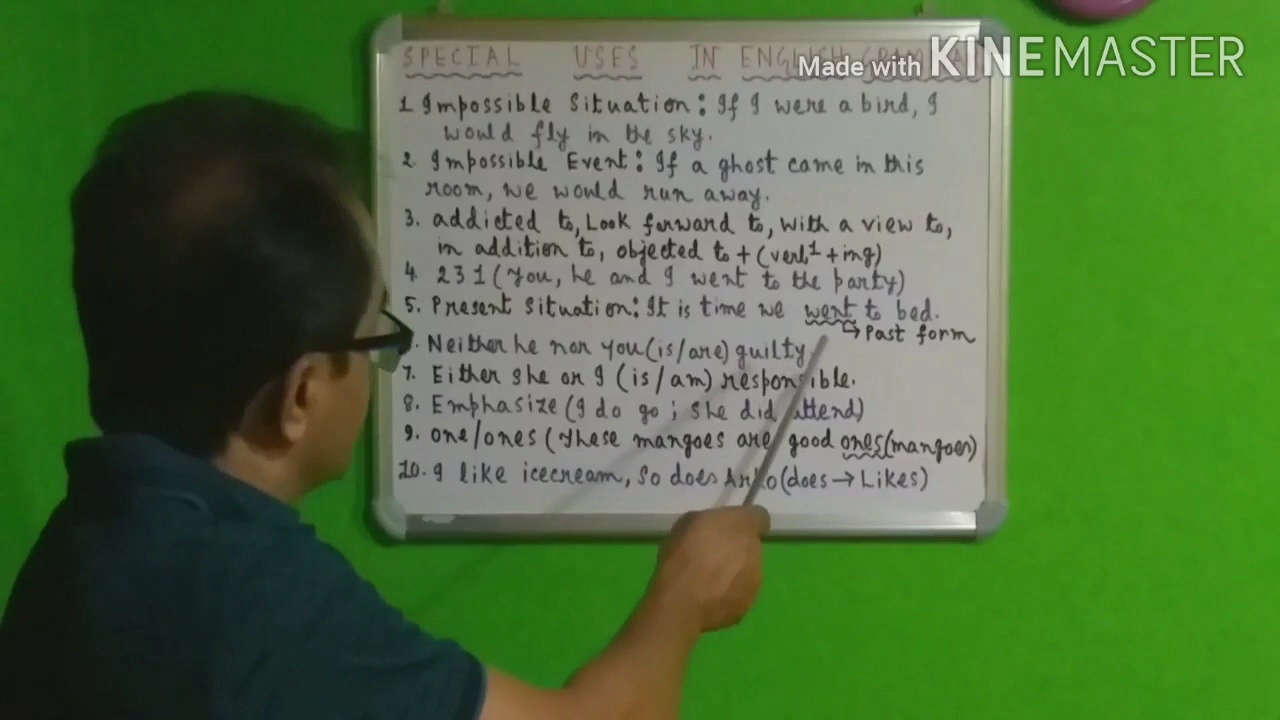 SPECIAL USES IN ENGLISH
Made with KINEMASTER
1. Impossible Situation: If I were a bird, I
would fly in the sky.
2. Impossible Event: If a ghost came in this
room, we would run away.
3. addicted to, Look forward to, with a view to,
in addition to, objected to + (verb1 + ing)
4. 231 (You, he and I went to the party)
5. Present Situation: It is time we went to bed.
→ Past form
Neither he nor you (is/are) guilty
7. Either she or I (is/am) responsible.
8. Emphasize (I do go; She did attend)
9. One/ones (These mangoes are good ones (mangoes)
10. I like icecream, So does (does → Likes)